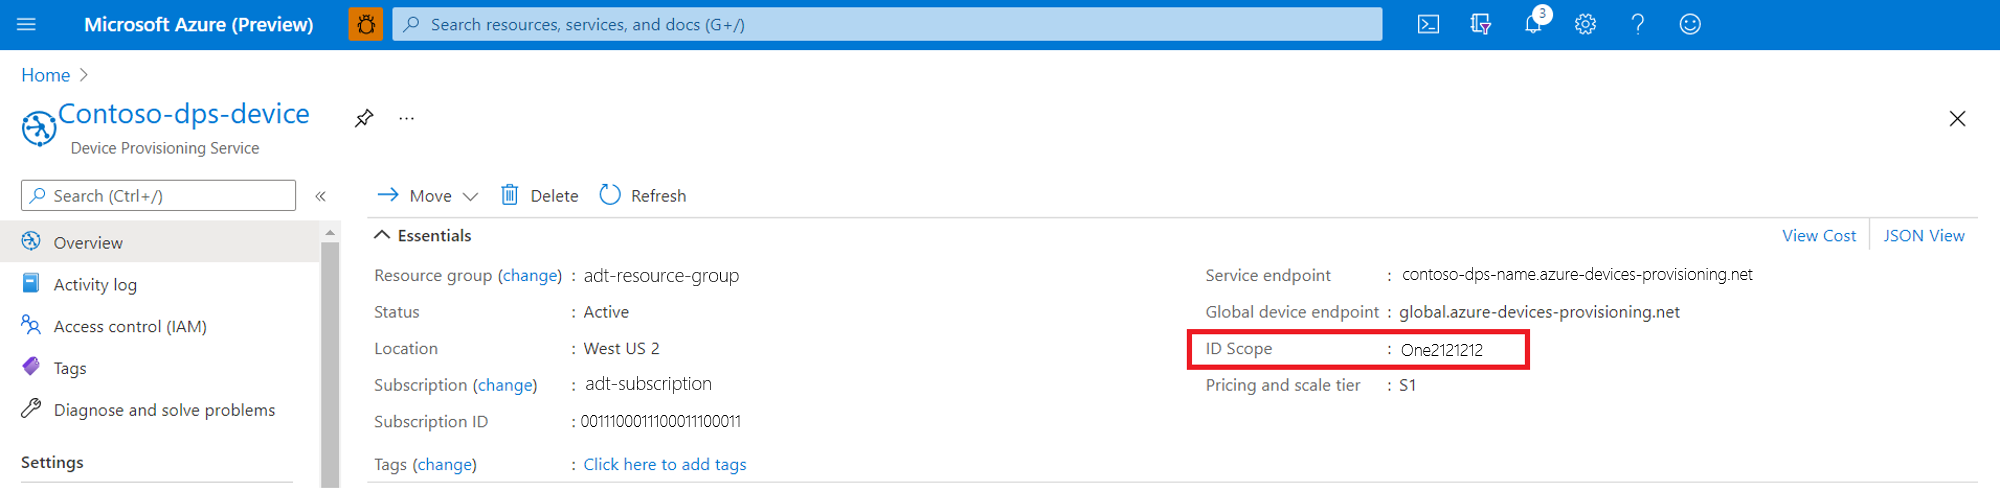 Microsoft Azure (Preview)
Search resources, services, and docs (G+/)
3
Home
Contoso-dps-device
Device Provisioning Service
Search (Ctrl+/)
Move
Delete
Refresh
Overview
Activity log
Access control (IAM)
Tags
Diagnose and solve problems
Settings
Essentials
View Cost
JSON View
Resource group (change) : adt-resource-group
Status : Active
Location : West US 2
Subscription (change) : adt-subscription
Subscription ID : 0011100011100011100011
Tags (change) : Click here to add tags
Service endpoint : contoso-dps-name.azure-devices-provisioning.net
Global device endpoint : global.azure-devices-provisioning.net
ID Scope : One2121212
Pricing and scale tier : S1